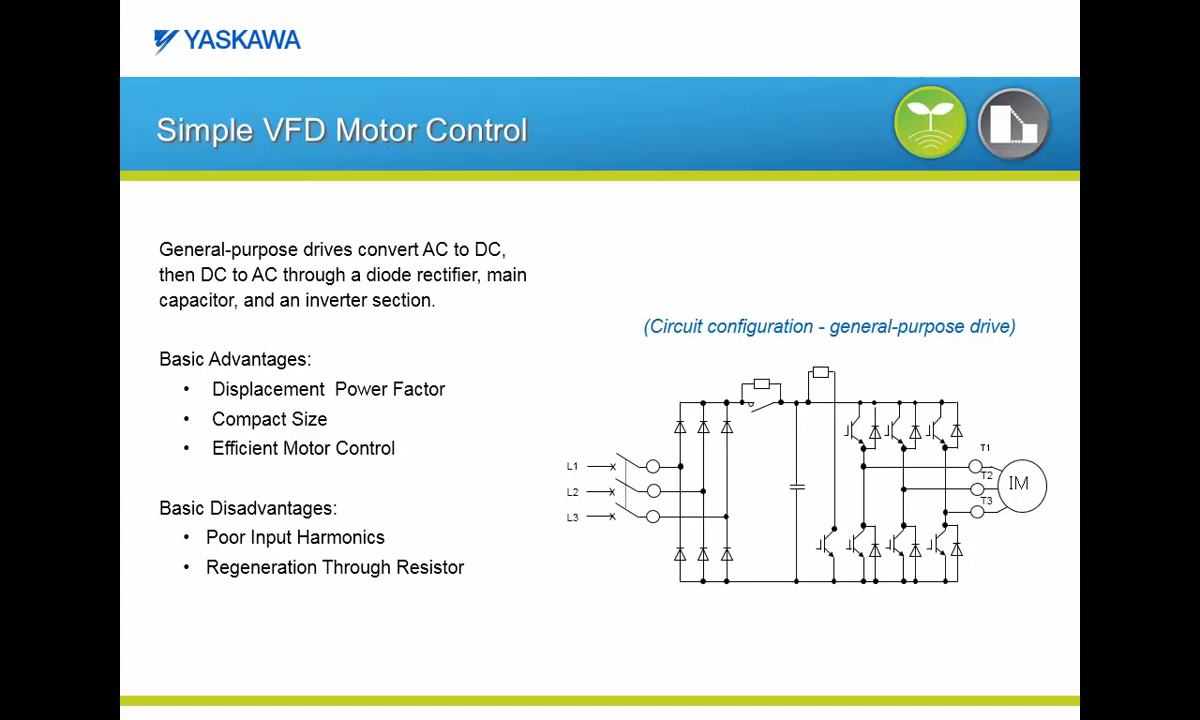 YASKAWA
Simple VFD Motor Control
General-purpose drives convert AC to DC,
then DC to AC through a diode rectifier, main
capacitor, and an inverter section.
(Circuit configuration - general-purpose drive)
Basic Advantages:
• Displacement Power Factor
• Compact Size
• Efficient Motor Control
Basic Disadvantages:
• Poor Input Harmonics
• Regeneration Through Resistor
L1
L2
L3
T1
T2
T3
IM